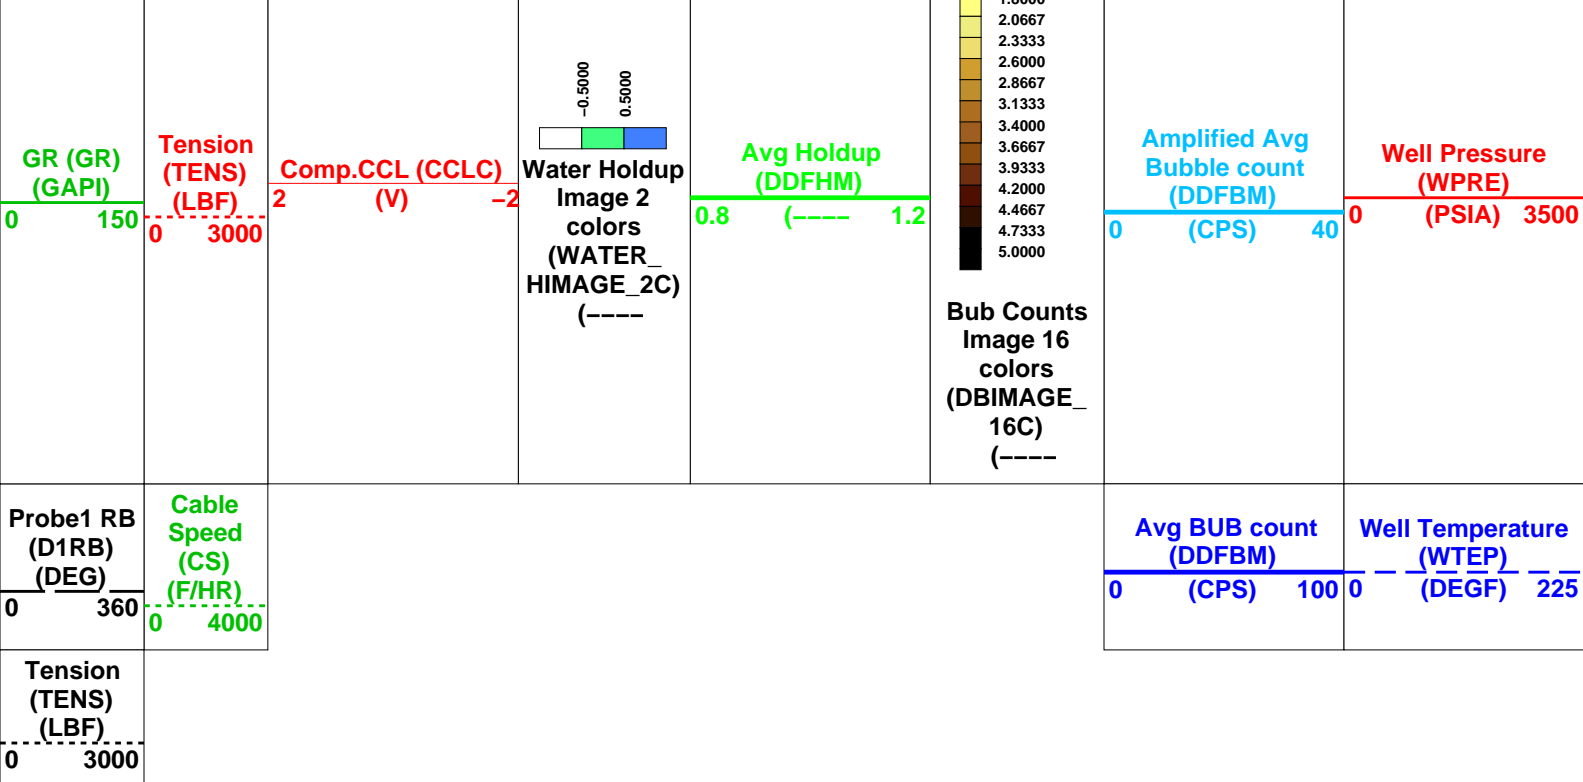 GR (GR)
(GAPI)
0 150
Tension
(TENS)
(LBF)
0 3000
Comp.CCL (CCLC)
2 (V) −2
−0.5000
0.5000
Water Holdup
Image 2
colors
(WATER_
HIMAGE_2C)
(−−−−
Avg Holdup
(DDFHM)
0.8 (−−−− 1.2
2.0667
2.3333
2.6000
2.8667
3.1333
3.4000
3.6667
3.9333
4.2000
4.4667
4.7333
5.0000
Bub Counts
Image 16
colors
(DBIMAGE_
16C)
(−−−−
Amplified Avg
Bubble count
(DDFBM)
0 (CPS) 40
Well Pressure
(WPRE)
0 (PSIA) 3500
Probe1 RB
(D1RB)
(DEG)
0 360
Cable
Speed
(CS)
(F/HR)
0 4000
Avg BUB count
(DDFBM)
0 (CPS) 100
Well Temperature
(WTEP)
0 (DEGF) 225
Tension
(TENS)
(LBF)
0 3000